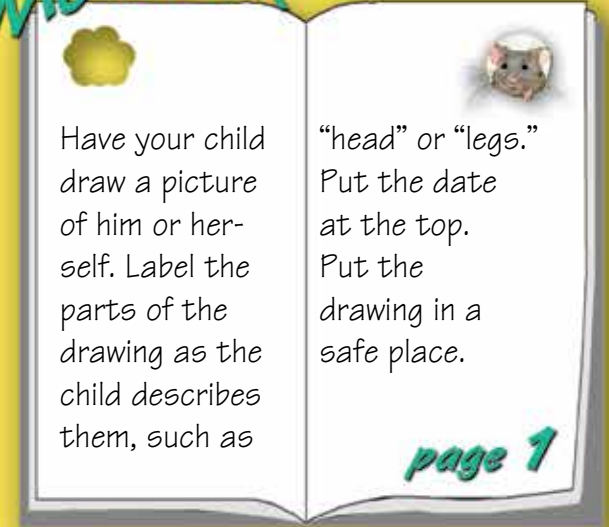 Have your child
draw a picture
of him or her-
self. Label the
parts of the
drawing as the
child describes
them, such as
“head” or “legs.”
Put the date
at the top.
Put the
drawing in a
safe place.
page 1